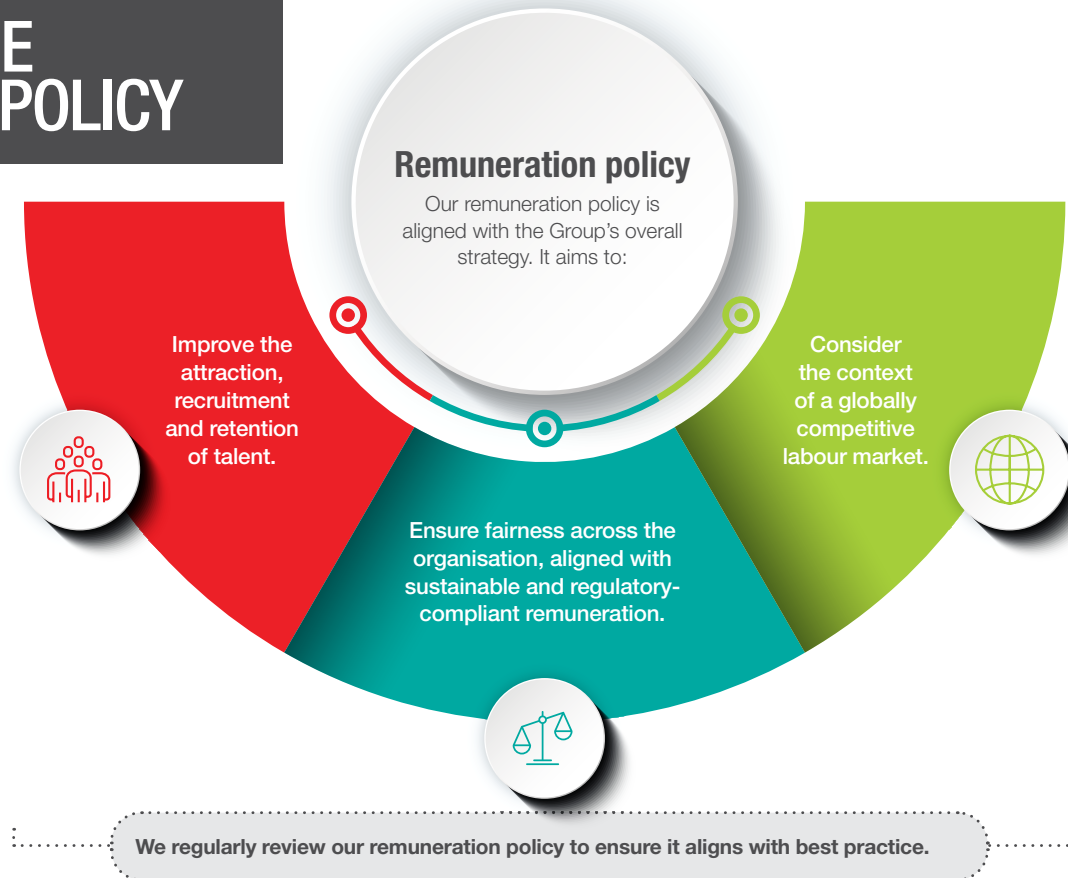 E
POLICY
Remuneration policy
Our remuneration policy is
aligned with the Group's overall
strategy. It aims to:
Improve the
attraction,
recruitment
and retention
of talent.
Ensure fairness across the
organisation, aligned with
sustainable and regulatory-
compliant remuneration.
Consider
the context
of a globally
competitive
labour market.
We regularly review our remuneration policy to ensure it aligns with best practice.